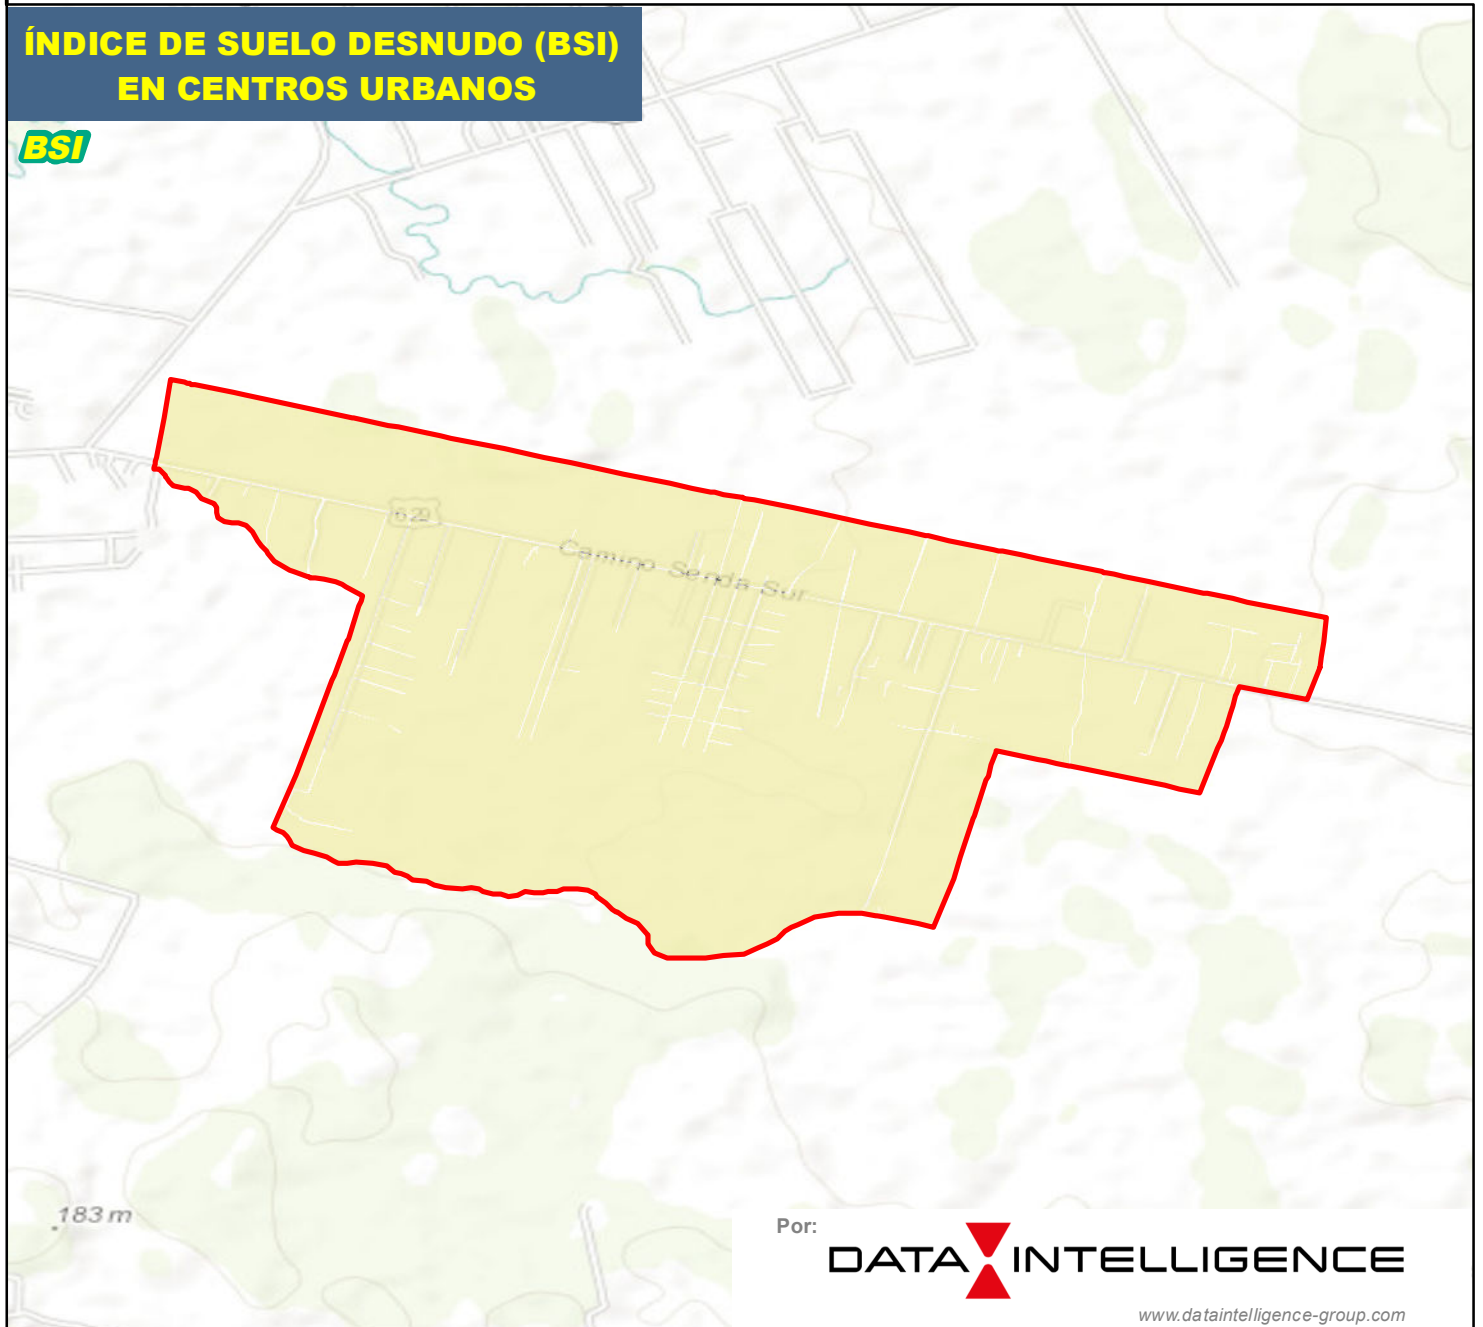 ÍNDICE DE SUELO DESNUDO (BSI)
EN CENTROS URBANOS
BSI
629
Camino Senda Sur
183 m
Por:
DATA INTELLIGENCE
www.dataintelligence-group.com